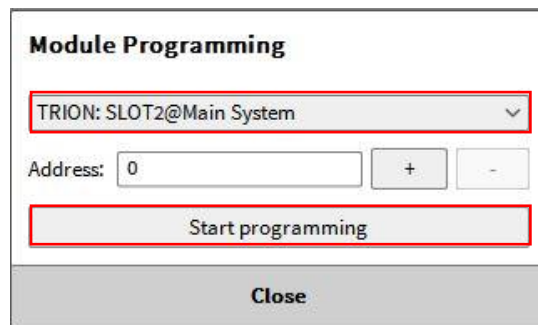 Module Programming
TRION: SLOT2@Main System
Address: 0 + -
Start programming
Close